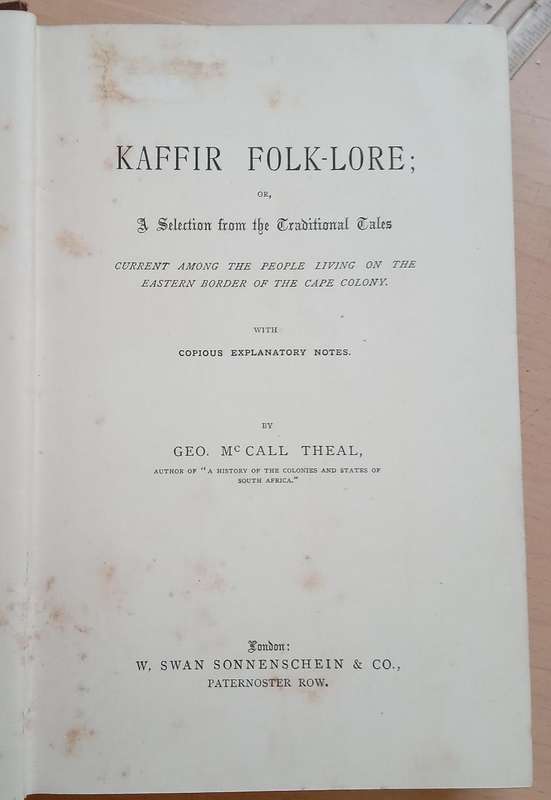 KAFFIR FOLK-LORE;
OR,
A Selection from the Traditional Tales
CURRENT AMONG THE PEOPLE LIVING ON THE
EASTERN BORDER OF THE CAPE COLONY.
WITH
COPIOUS EXPLANATORY NOTES.
BY
GEO. Mc CALL THEAL,
AUTHOR OF "A HISTORY OF THE COLONIES AND STATES OF
SOUTH AFRICA."
London:
W. SWAN SONNENSCHEIN & CO.,
PATERNOSTER ROW.